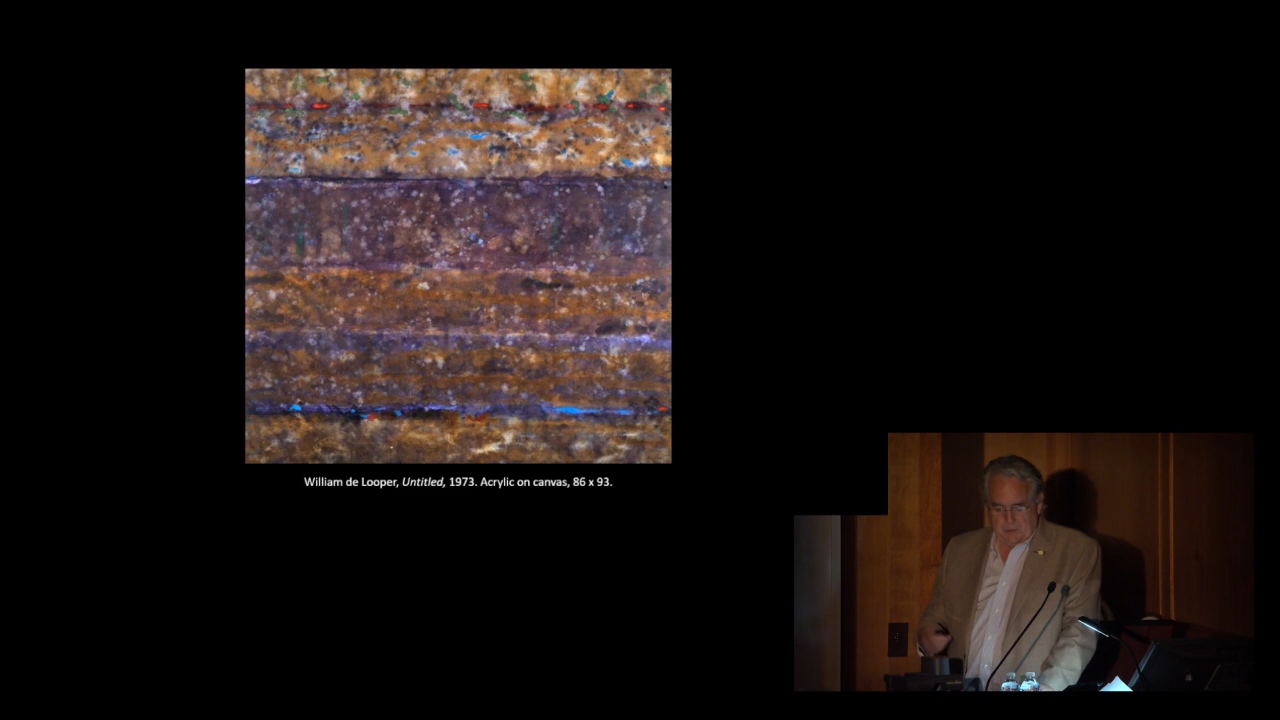 William de Looper, Untitled, 1973. Acrylic on canvas, 86 x 93.